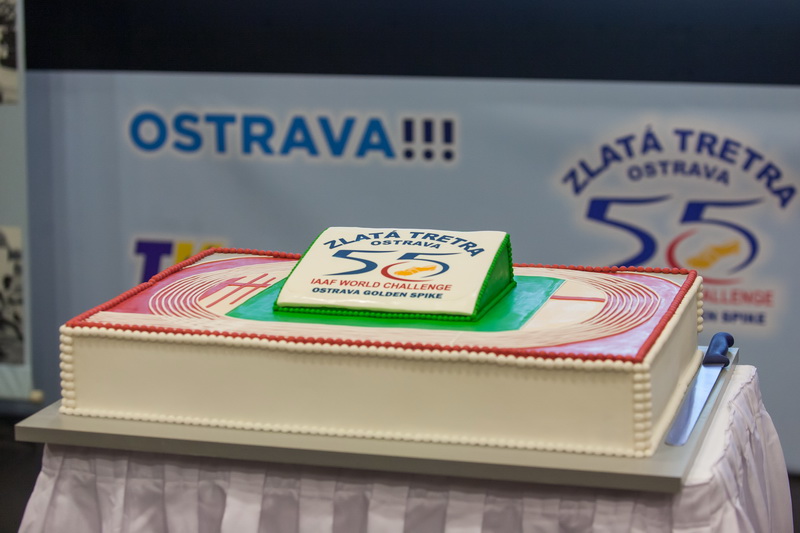 OSTRAVA!!!
ZLATÁ TRETRA
OSTRAVA
55
CHALLENGE
SPIKE
ZLATÁ TRETRA
OSTRAVA
55
IAAF WORLD CHALLENGE
OSTRAVA GOLDEN SPIKE